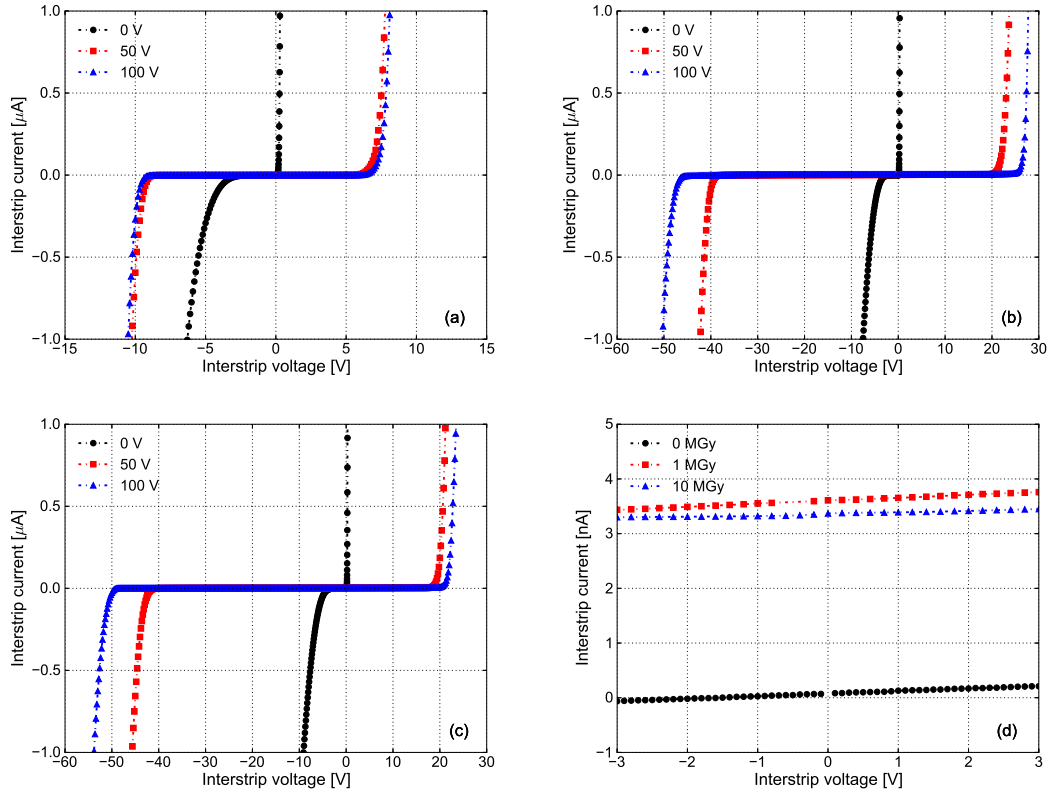 1.0
0.5
0.0
−0.5
−1.0
Interstrip current [μA]
0 V
50 V
100 V
(a)
−15 −10 −5 0 5 10 15
Interstrip voltage [V]
1.0
0.5
0.0
−0.5
−1.0
Interstrip current [μA]
0 V
50 V
100 V
(b)
−60 −50 −40 −30 −20 −10 0 10 20 30
Interstrip voltage [V]
1.0
0.5
0.0
−0.5
−1.0
Interstrip current [μA]
0 V
50 V
100 V
(c)
−60 −50 −40 −30 −20 −10 0 10 20 30
Interstrip voltage [V]
5
4
3
2
1
0
−1
Interstrip current [nA]
0 MGy
1 MGy
10 MGy
(d)
−3 −2 −1 0 1 2 3
Interstrip voltage [V]